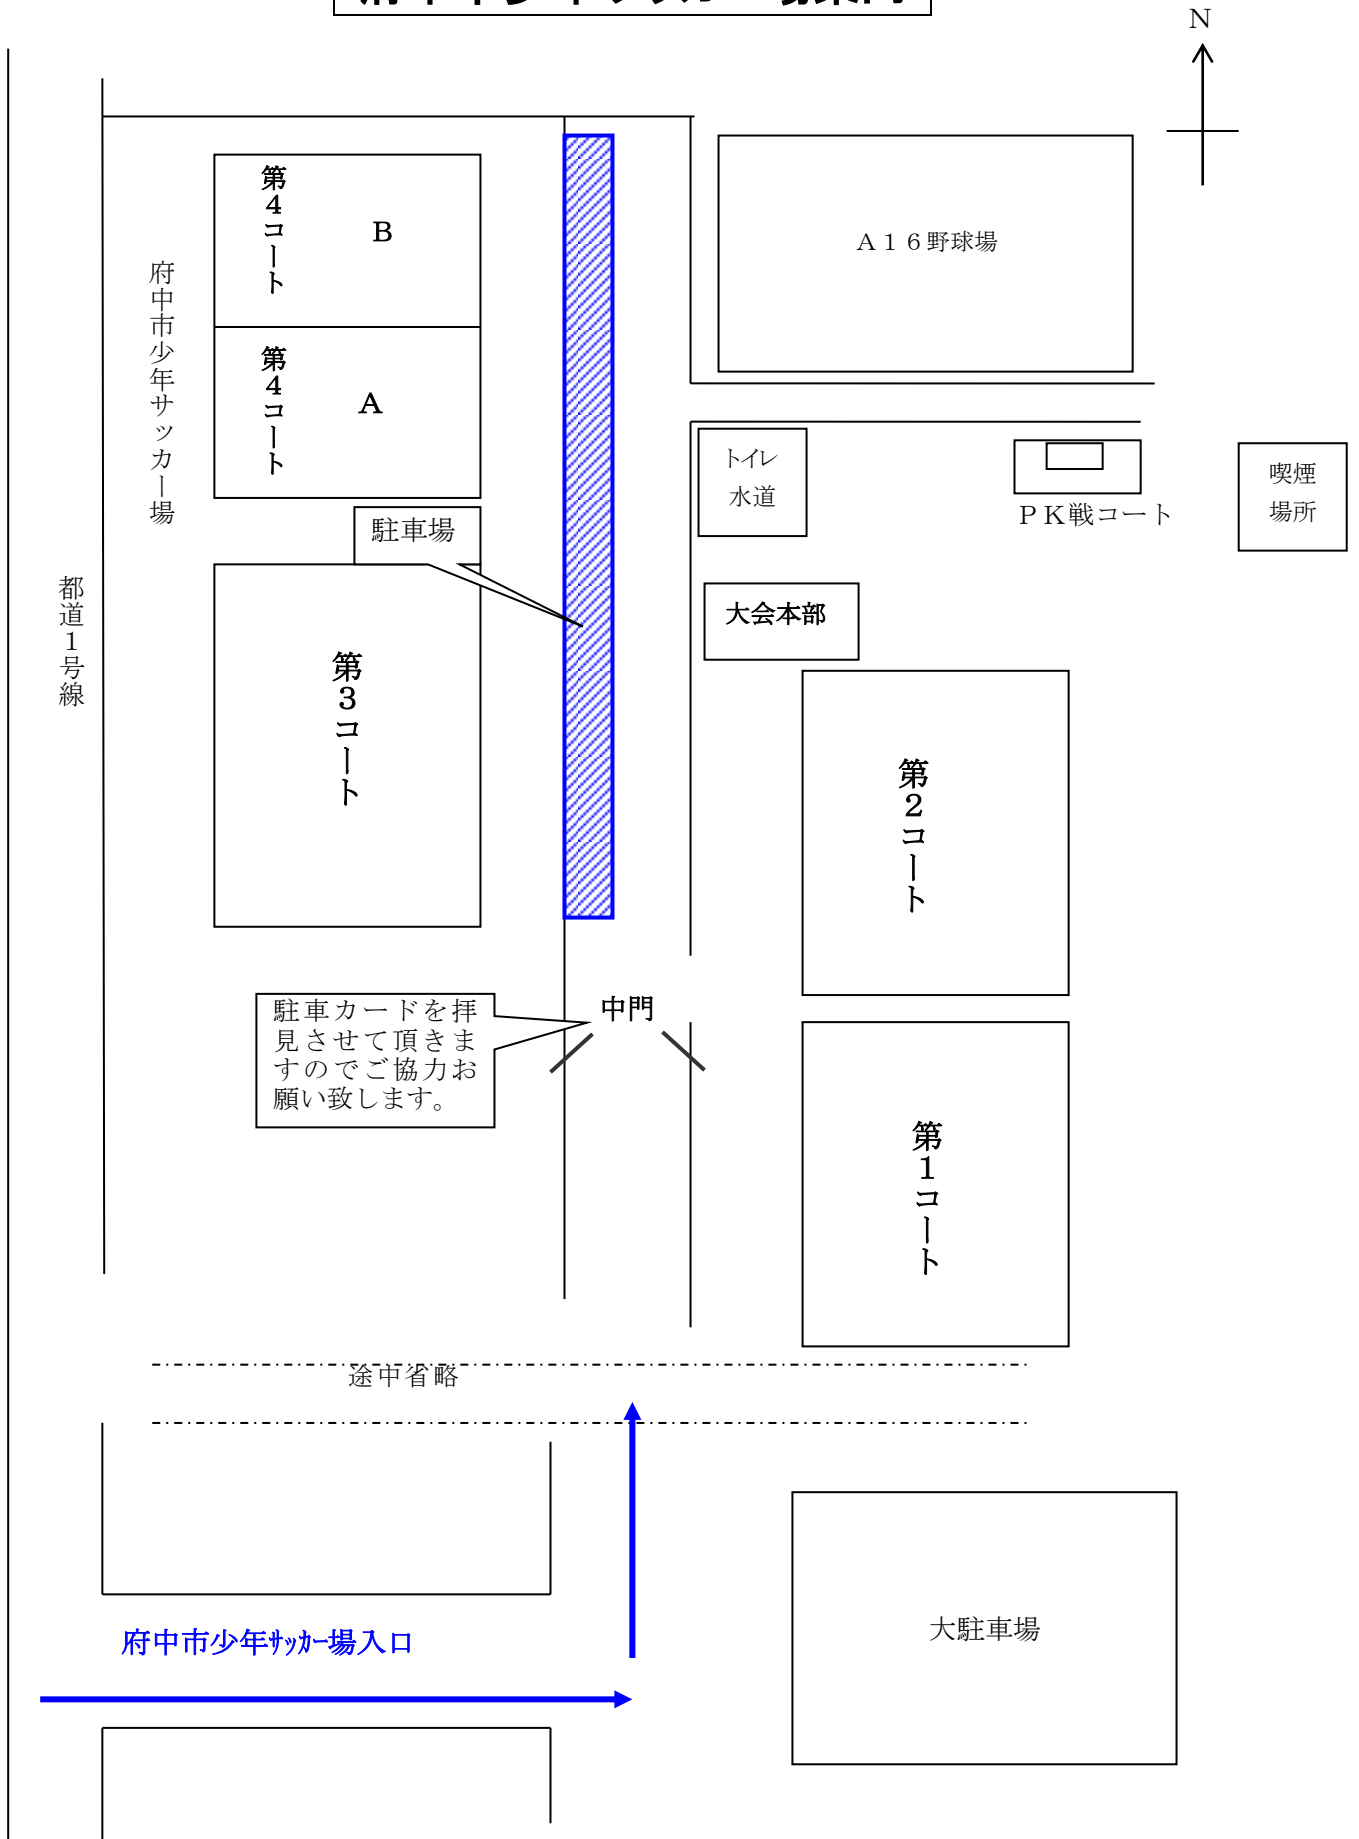 N
第４コート
B
A１６野球場
府中市少年サッカー場
第４コート
A
トイレ
水道
PK戦コート
喫煙
場所
駐車場
都道１号線
大会本部
第３コート
第２コート
中門
駐車カードを拝
見させて頂きま
すのでご協力お
願い致します。
第１コート
途中省略
府中市少年ｻｯｶｰ場入口
大駐車場